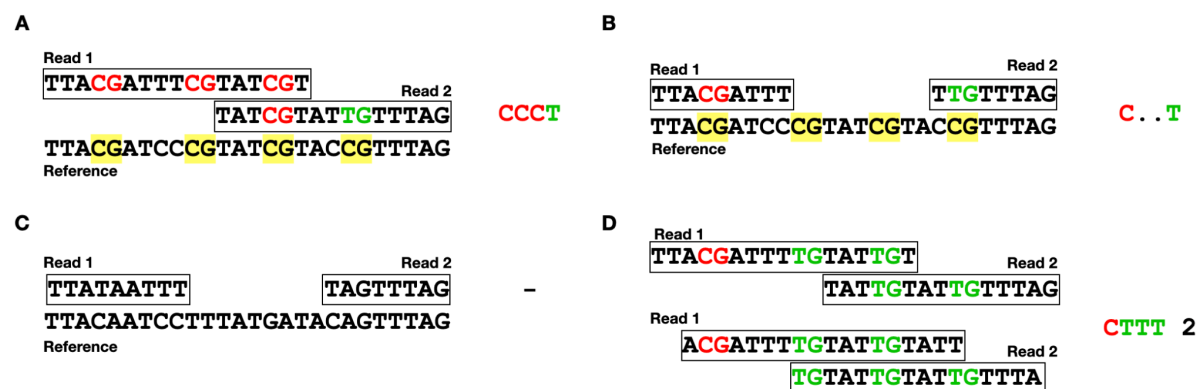 A
Read 1
TTACGATTTCGTATCGT
Read 2
TATCGTATTGTTTAG
CCCT
TTACGATCCCGTATCGTACCGTTTAG
Reference
B
Read 1
Read 2
TTACGATTT
TTGTTTAG
C..T
TTACGATCCCGTATCGTACCGTTTAG
Reference
C
Read 1
Read 2
TTATAATTT
TAGTTTAG
–
TTACAATCCTTTATGATACAGTTTAG
Reference
D
Read 1
TTACGATTTTGTATTGT
Read 2
TATTGTATTGTTTAG
Read 1
CTTT 2
ACGATTTTGTATTGTATT
Read 2
TGTATTGTATTGTTTA